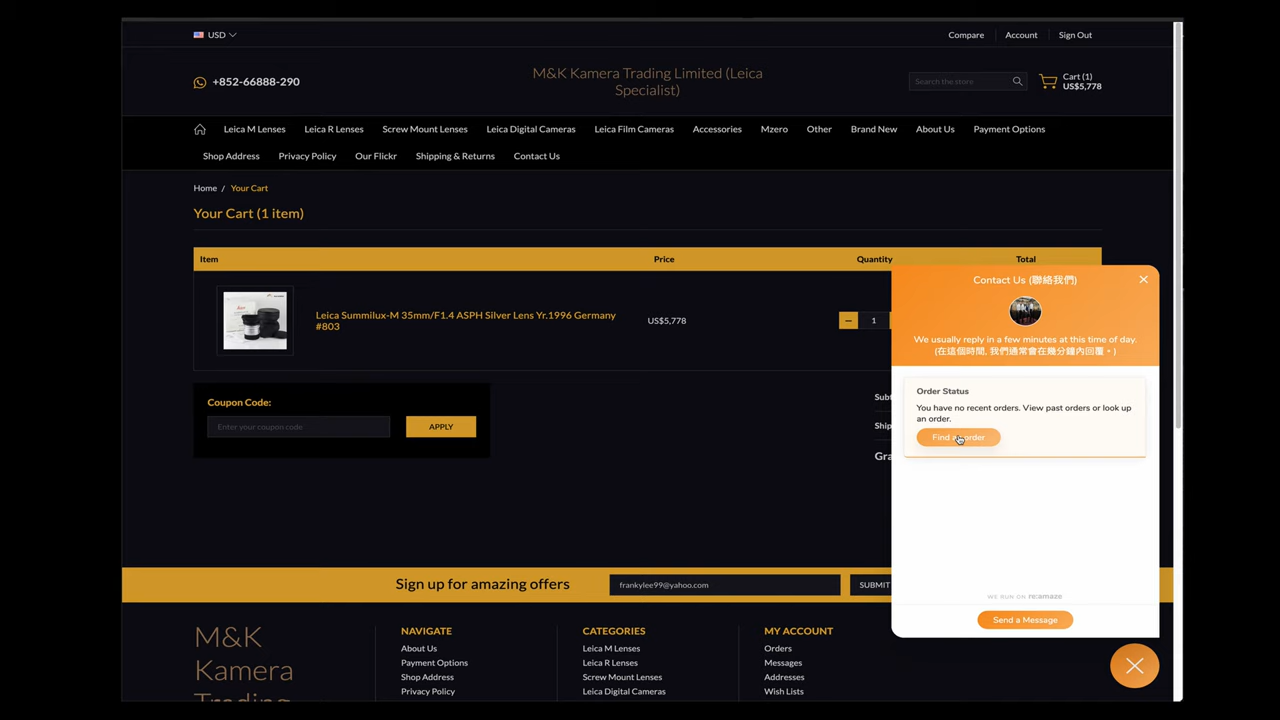 USD
Compare
Account
Sign Out
+852-66888-290
M&K Kamera Trading Limited (Leica
Specialist)
Search the store
Cart (1)
US$5,778
Leica M Lenses
Leica R Lenses
Screw Mount Lenses
Leica Digital Cameras
Leica Film Cameras
Accessories
Mzero
Other
Brand New
About Us
Payment Options
Shop Address
Privacy Policy
Our Flickr
Shipping & Returns
Contact Us
Home / Your Cart
Your Cart (1 item)
Item
Price
Quantity
Total
Leica Summilux-M 35mm/F1.4 ASPH Silver Lens Yr.1996 Germany
#803
US$5,778
1
Coupon Code:
Enter your coupon code
APPLY
Contact Us (聯絡我們)
We usually reply in a few minutes at this time of day.
(在這個時間, 我們通常會在幾分鐘內回覆。)
Order Status
You have no recent orders. View past orders or look up
an order.
Find order
WE RUN ON re:amaze
Send a Message
Sign up for amazing offers
frankylee99@yahoo.com
SUBMIT
M&K
Kamera
Trading
NAVIGATE
About Us
Payment Options
Shop Address
Privacy Policy
CATEGORIES
Leica M Lenses
Leica R Lenses
Screw Mount Lenses
Leica Digital Cameras
MY ACCOUNT
Orders
Messages
Addresses
Wish Lists